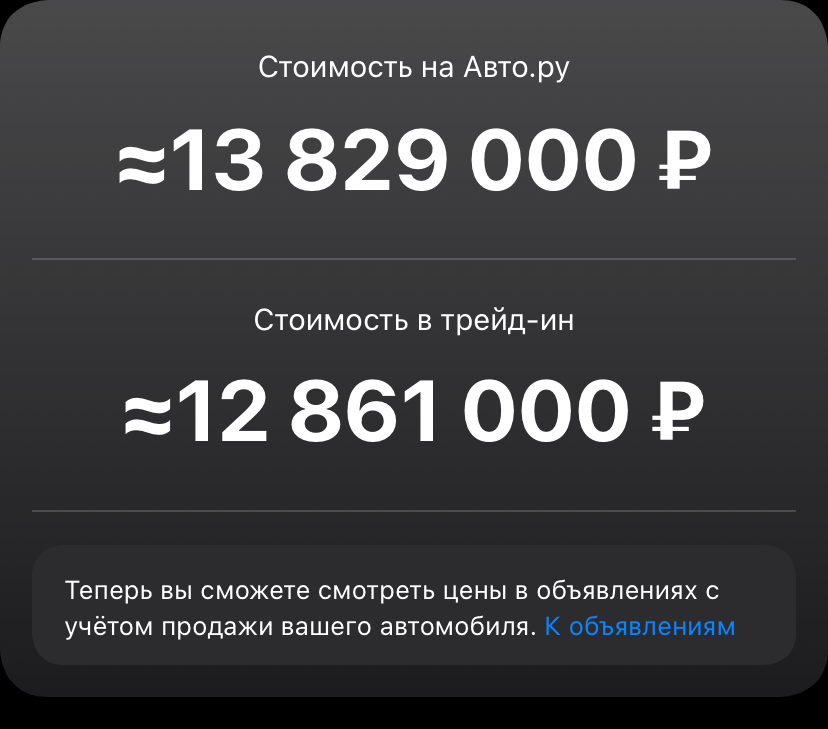 Стоимость на Авто.ру
≈13 829 000 ₽
Стоимость в трейд-ин
≈12 861 000 ₽
Теперь вы сможете смотреть цены в объявлениях с
учётом продажи вашего автомобиля. К объявлениям